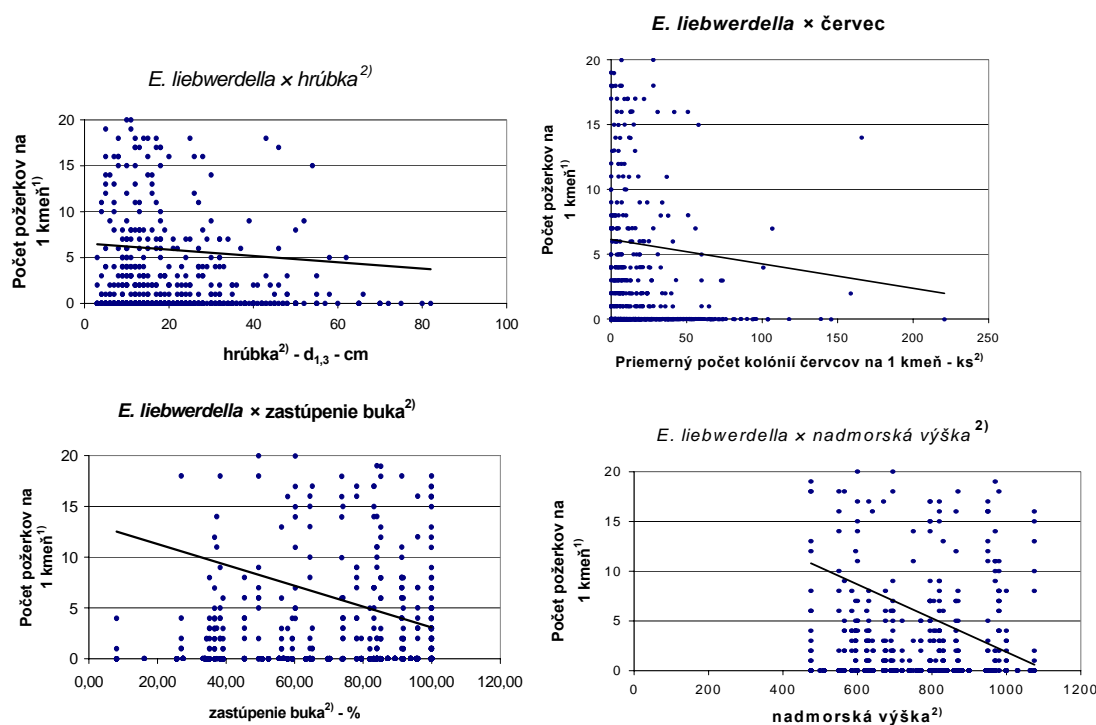 E. liebwerdella × hrúbka2)
Počet požerkov na
1 kmeň1)
20
15
10
5
0
0 20 40 60 80 100
hrúbka2) - d1,3 - cm
E. liebwerdella × červec
Počet požerkov na
1 kmeň1)
20
15
10
5
0
0 50 100 150 200 250
Priemerný počet kolónií červcov na 1 kmeň - ks2)
E. liebwerdella × zastúpenie buka2)
Počet požerkov na
1 kmeň1)
20
15
10
5
0
0,00 20,00 40,00 60,00 80,00 100,00 120,00
zastúpenie buka2) - %
E. liebwerdella × nadmorská výška2)
Počet požerkov na
1 kmeň1)
20
15
10
5
0
0 200 400 600 800 1000 1200
nadmorská výška2)